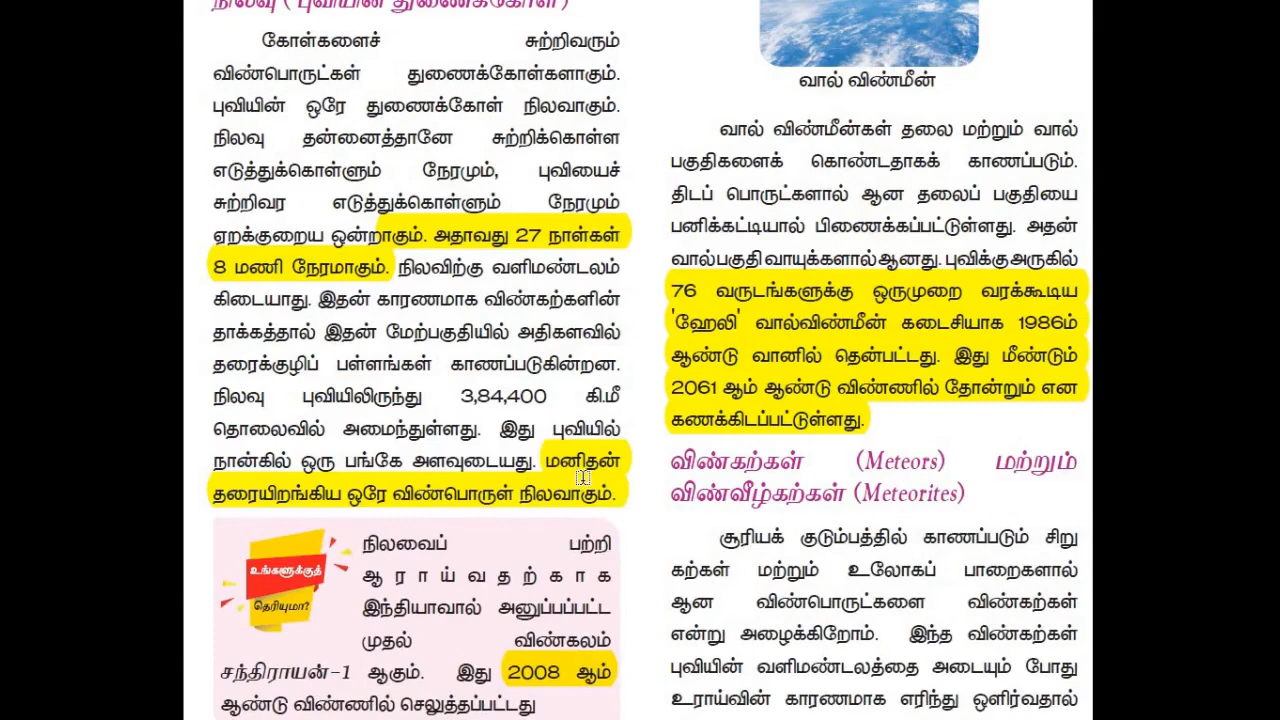 நிலவு ( புவியின் துணைக்கோள் )
கோள்களைச் சுற்றிவரும்
விண்பொருட்கள் துணைக்கோள்களாகும்.
புவியின் ஒரே துணைக்கோள் நிலவாகும்.
நிலவு தன்னைத்தானே சுற்றிக்கொள்ள
எடுத்துக்கொள்ளும் நேரமும், புவியைச்
சுற்றிவர எடுத்துக்கொள்ளும் நேரமும்
ஏறக்குறைய ஒன்றாகும். அதாவது 27 நாள்கள்
8 மணி நேரமாகும். நிலவிற்கு வளிமண்டலம்
கிடையாது. இதன் காரணமாக விண்கற்களின்
தாக்கத்தால் இதன் மேற்பகுதியில் அதிகளவில்
தரைக்குழிப் பள்ளங்கள் காணப்படுகின்றன.
நிலவு புவியிலிருந்து 3,84,400 கி.மீ
தொலைவில் அமைந்துள்ளது. இது புவியில்
நான்கில் ஒரு பங்கே அளவுடையது. மனிதன்
தரையிறங்கிய ஒரே விண்பொருள் நிலவாகும்.
உங்களுக்குத்
தெரியுமா?
நிலவைப் பற்றி
ஆ ரா ய் வ த ற் கா க
இந்தியாவால் அனுப்பப்பட்ட
முதல் விண்கலம்
சந்திராயன்-1 ஆகும். இது 2008 ஆம்
ஆண்டு விண்ணில் செலுத்தப்பட்டது
வால் விண்மீன்
வால் விண்மீன்கள் தலை மற்றும் வால்
பகுதிகளைக் கொண்டதாகக் காணப்படும்.
திடப் பொருட்களால் ஆன தலைப் பகுதியை
பனிக்கட்டியால் பிணைக்கப்பட்டுள்ளது. அதன்
வால்பகுதி வாயுக்களால் ஆனது. புவிக்கு அருகில்
76 வருடங்களுக்கு ஒருமுறை வரக்கூடிய
'ஹேலி' வால்விண்மீன் கடைசியாக 1986ம்
ஆண்டு வானில் தென்பட்டது. இது மீண்டும்
2061 ஆம் ஆண்டு விண்ணில் தோன்றும் என
கணக்கிடப்பட்டுள்ளது.
விண்கற்கள் (Meteors) மற்றும்
விண்வீழ்கற்கள் (Meteorites)
சூரியக் குடும்பத்தில் காணப்படும் சிறு
கற்கள் மற்றும் உலோகப் பாறைகளால்
ஆன விண்பொருட்களை விண்கற்கள்
என்று அழைக்கிறோம். இந்த விண்கற்கள்
புவியின் வளிமண்டலத்தை அடையும் போது
உராய்வின் காரணமாக எரிந்து ஒளிர்வதால்